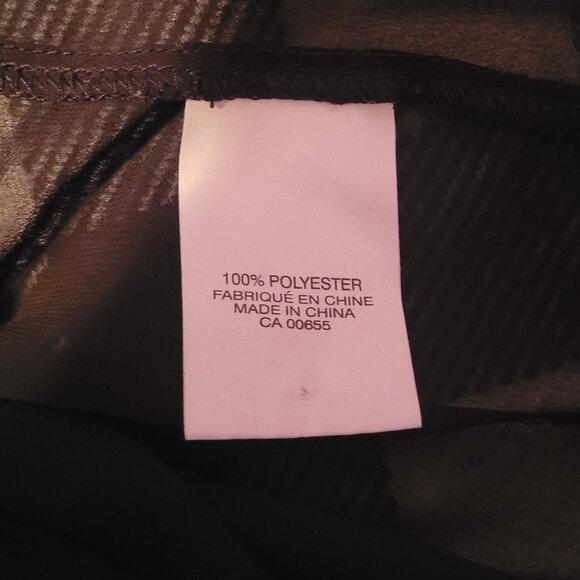 100% POLYESTER
FABRIQUÉ EN CHINE
MADE IN CHINA
CA 00655